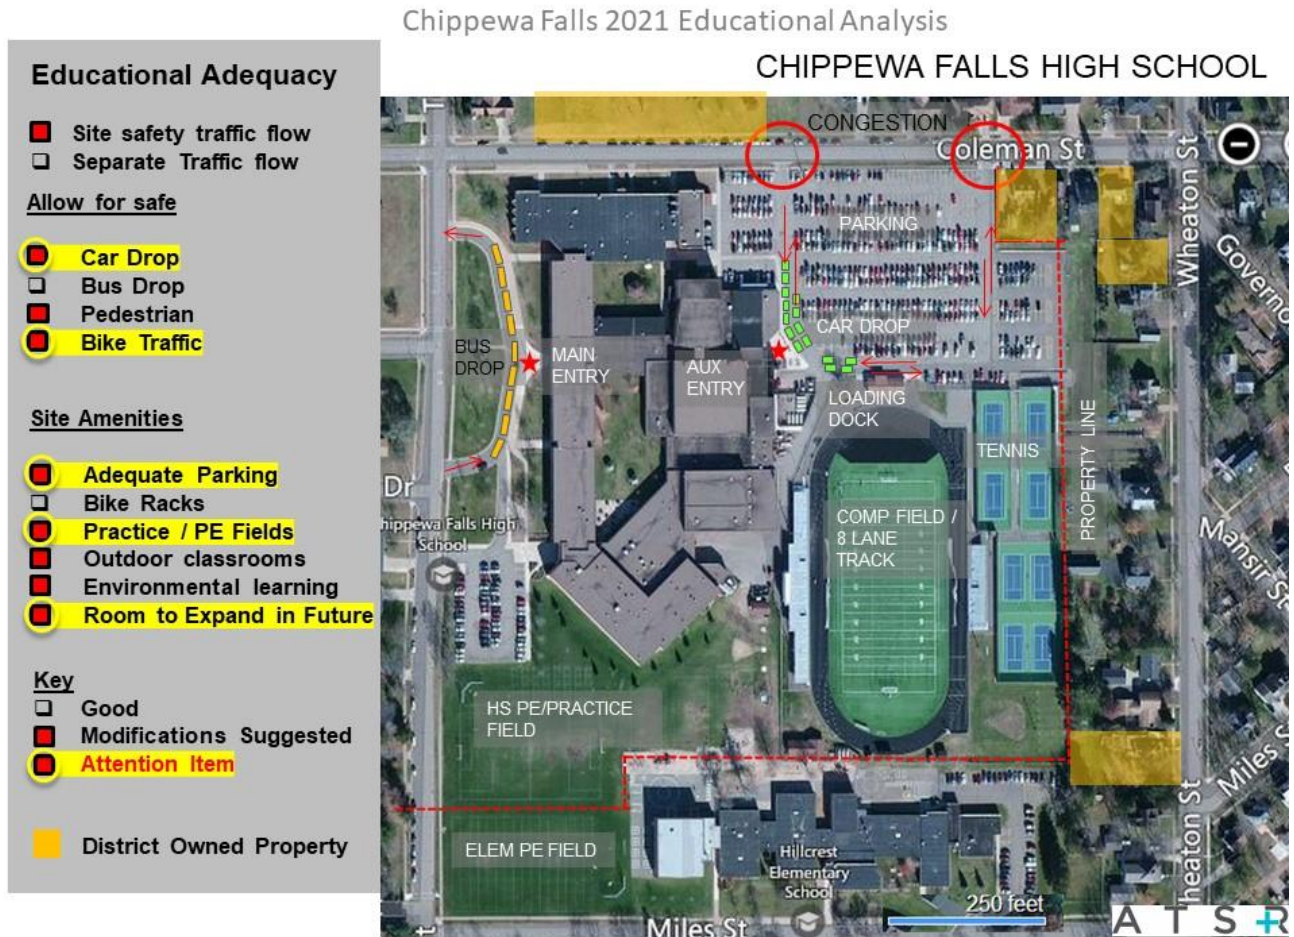 Chippewa Falls 2021 Educational Analysis
CHIPPEWA FALLS HIGH SCHOOL
Educational Adequacy
Site safety traffic flow
Separate Traffic flow
Allow for safe
Car Drop
Bus Drop
Pedestrian
Bike Traffic
Site Amenities
Adequate Parking
Bike Racks
Practice / PE Fields
Outdoor classrooms
Environmental learning
Room to Expand in Future
Key
Good
Modifications Suggested
Attention Item
District Owned Property
CONGESTION
Coleman St
Wheaton St
PARKING
CAR DROP
BUS
DROP
MAIN
ENTRY
AUX
ENTRY
LOADING
DOCK
TENNIS
PROPERTY LINE
Mansir St
Dr
Chippewa Falls High
School
COMP FIELD /
8 LANE
TRACK
HS PE/PRACTICE
FIELD
ELEM PE FIELD
Hillcrest
Elementary
School
250 feet
Miles St
Miles S
heaton St
Governo
t
ATS+R